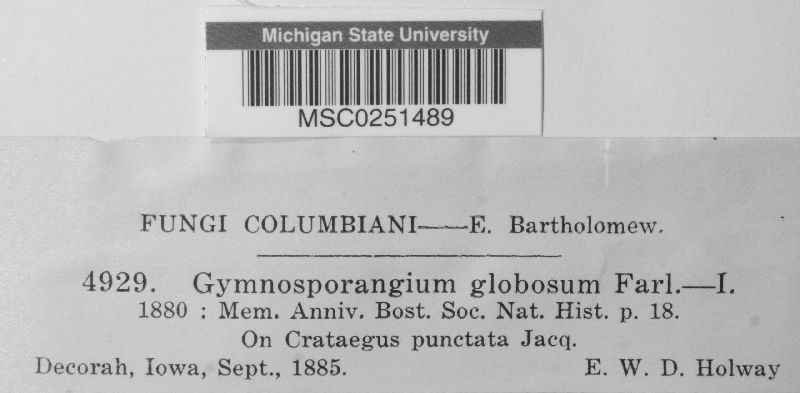 Michigan State University
MSC0251489
FUNGI COLUMBIANI——E. Bartholomew.
4929. Gymnosporangium globosum Farl.—I.
1880 : Mem. Anniv. Bost. Soc. Nat. Hist. p. 18.
On Crataegus punctata Jacq.
Decorah, Iowa, Sept., 1885. E. W. D. Holway